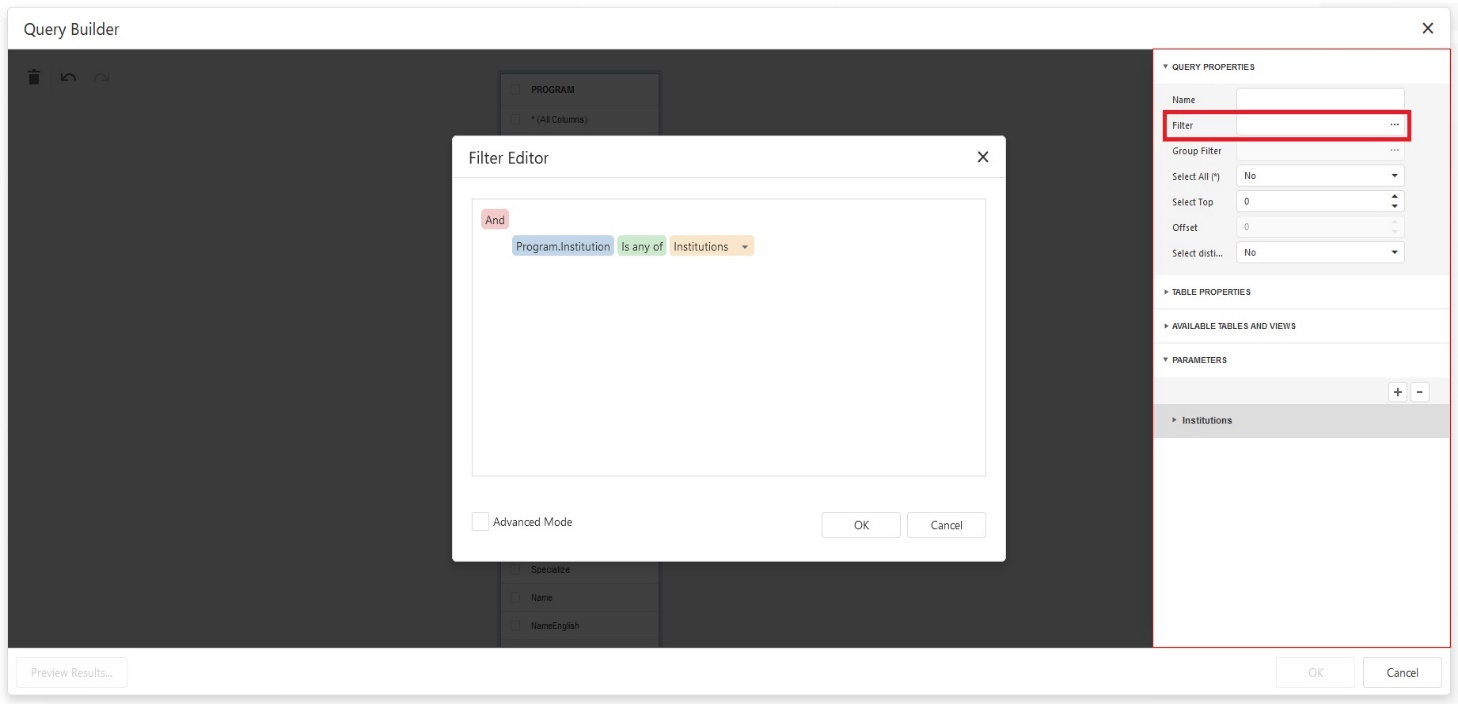 Query Builder
PROGRAM
* (All Columns)
Filter Editor
And
Program.Institution Is any of Institutions
Advanced Mode
OK Cancel
Specialize
Name
NameEnglish
QUERY PROPERTIES
Name
Filter ...
Group Filter ...
Select All (*) No
Select Top 0
Offset 0
Select disti... No
TABLE PROPERTIES
AVAILABLE TABLES AND VIEWS
PARAMETERS
+ -
Institutions
Preview Results...
OK Cancel